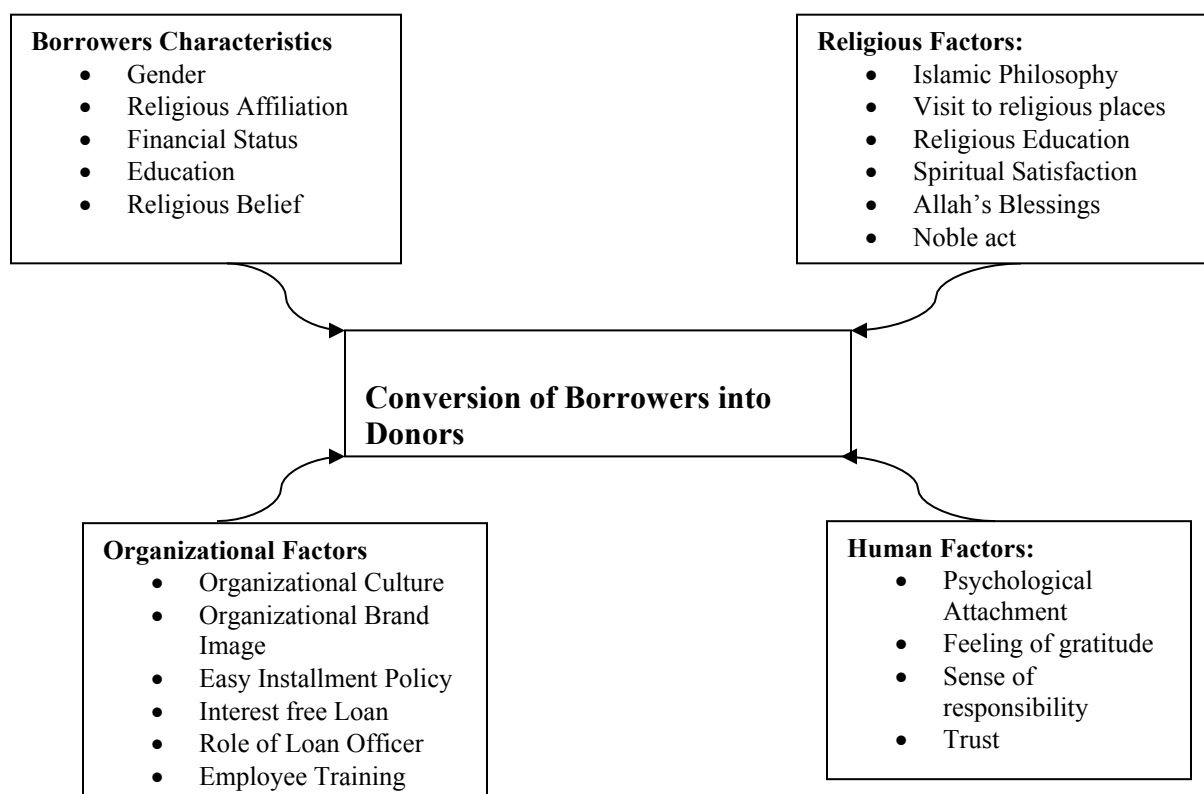 Borrowers Characteristics
• Gender
• Religious Affiliation
• Financial Status
• Education
• Religious Belief
Religious Factors:
• Islamic Philosophy
• Visit to religious places
• Religious Education
• Spiritual Satisfaction
• Allah’s Blessings
• Noble act
Conversion of Borrowers into
Donors
Organizational Factors
• Organizational Culture
• Organizational Brand
Image
• Easy Installment Policy
• Interest free Loan
• Role of Loan Officer
• Employee Training
Human Factors:
• Psychological
Attachment
• Feeling of gratitude
• Sense of
responsibility
• Trust